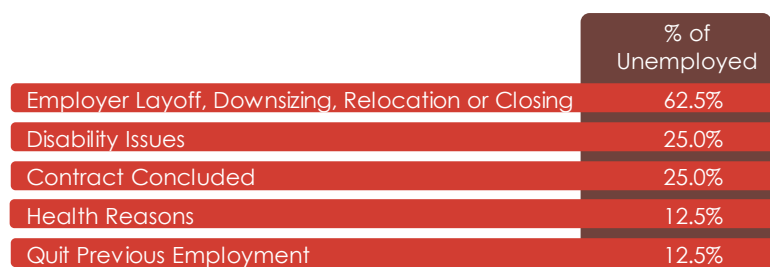 % of
Unemployed
Employer Layoff, Downsizing, Relocation or Closing 62.5%
Disability Issues 25.0%
Contract Concluded 25.0%
Health Reasons 12.5%
Quit Previous Employment 12.5%